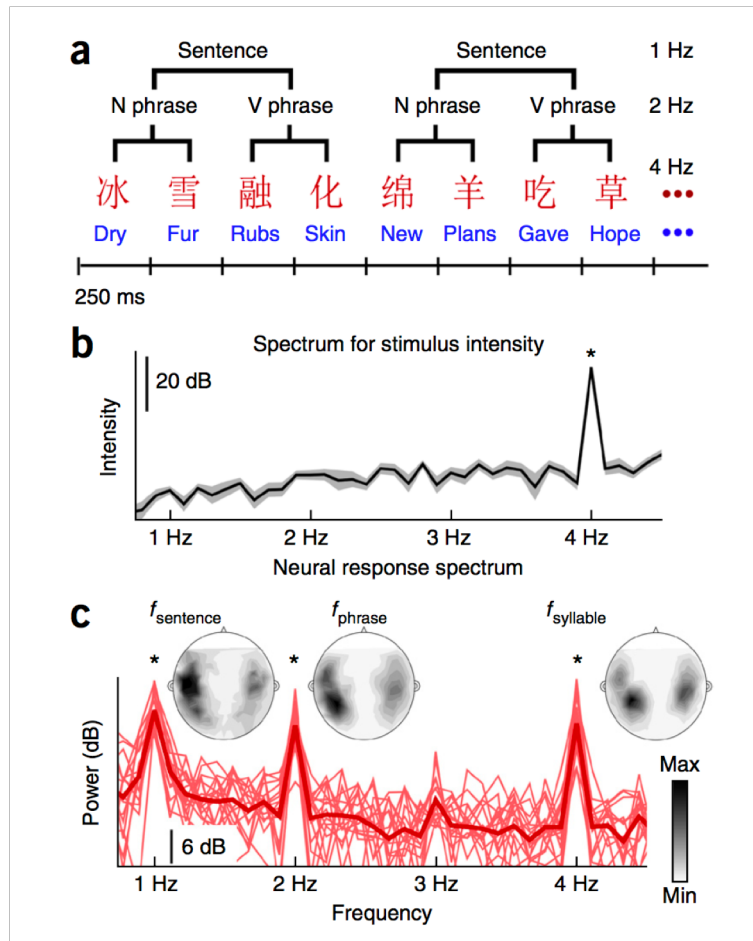 a
Sentence Sentence 1 Hz
N phrase V phrase N phrase V phrase 2 Hz
4 Hz
冰 雪 融 化 绵 羊 吃 草 •••
Dry Fur Rubs Skin New Plans Gave Hope •••
250 ms
b
Spectrum for stimulus intensity
*
20 dB
Intensity
1 Hz 2 Hz 3 Hz 4 Hz
Neural response spectrum
c
fsentence fphrase fsyllable
* * *
Power (dB)
6 dB
Max
Min
1 Hz 2 Hz 3 Hz 4 Hz
Frequency